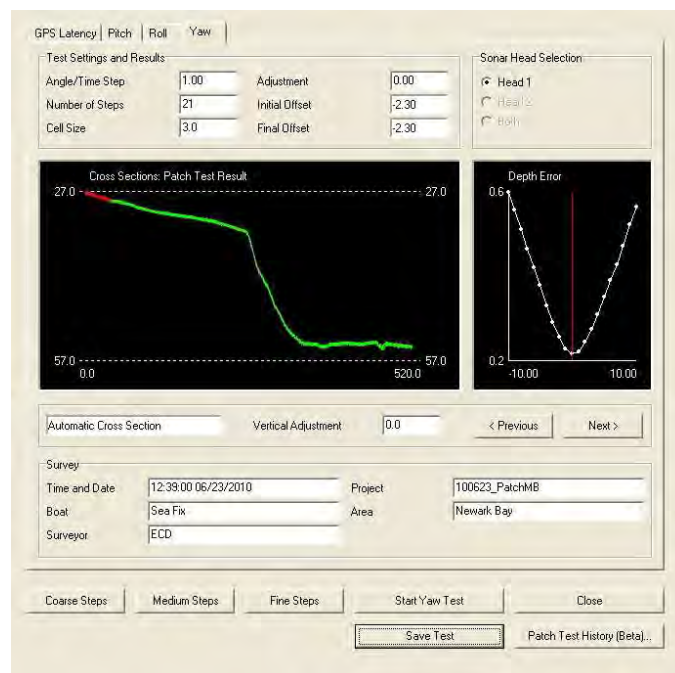 GPS Latency Pitch Roll Yaw
Test Settings and Results
Angle/Time Step 1.00 Adjustment 0.00
Number of Steps 21 Initial Offset -2.30
Cell Size 3.0 Final Offset -2.30
Sonar Head Selection
Head 1
Head 2
Both
Cross Sections: Patch Test Result
27.0 27.0
57.0 57.0
0.0 520.0
Depth Error
0.6
0.2
-10.00 10.00
Automatic Cross Section Vertical Adjustment 0.0 < Previous Next >
Survey
Time and Date 12:39:00 06/23/2010 Project 100623_PatchMB
Boat Sea Fix Area Newark Bay
Surveyor ECD
Coarse Steps Medium Steps Fine Steps Start Yaw Test Close
Save Test Patch Test History (Beta)...